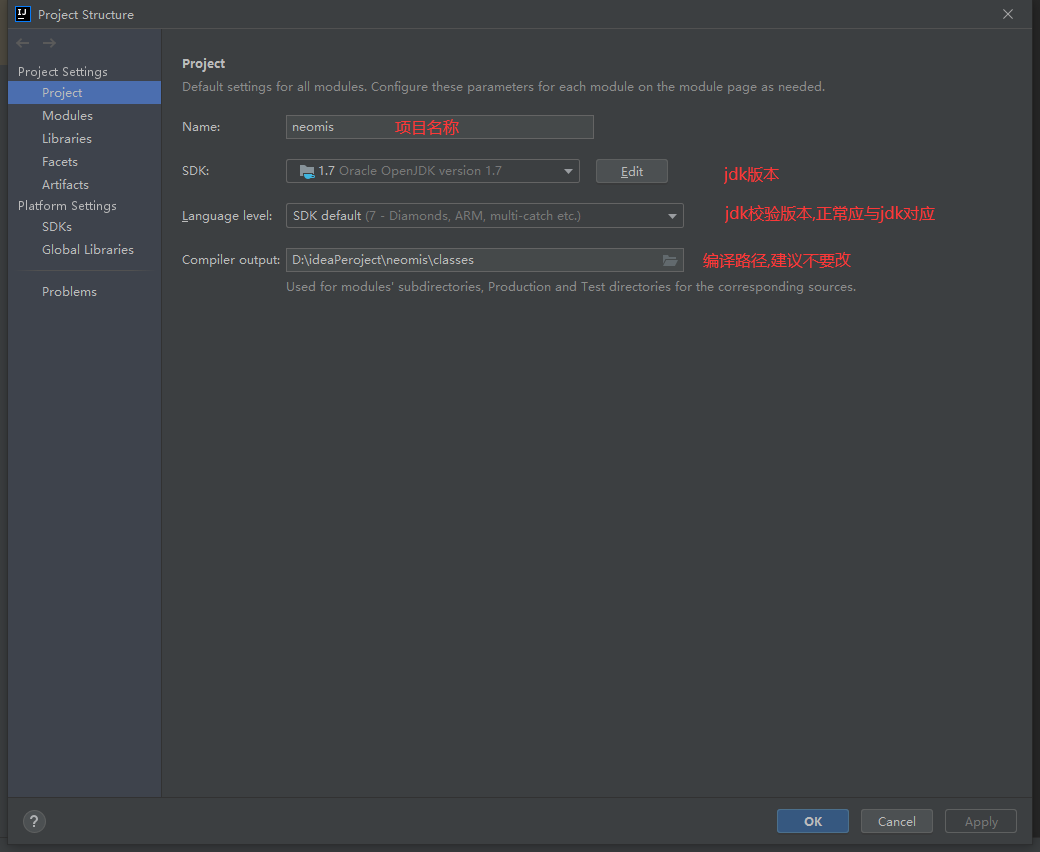 Project Structure
Project Settings
Project
Modules
Libraries
Facets
Artifacts
Platform Settings
SDKs
Global Libraries
Problems
Project
Default settings for all modules. Configure these parameters for each module on the module page as needed.
Name: neomis 项目名称
SDK: 1.7 Oracle OpenJDK version 1.7 Edit jdk版本
Language level: SDK default (7 - Diamonds, ARM, multi-catch etc.) jdk校验版本,正常应与jdk对应
Compiler output: D:\ideaPeroject\neomis\classes 编译路径,建议不要改
Used for modules' subdirectories, Production and Test directories for the corresponding sources.
? OK Cancel Apply